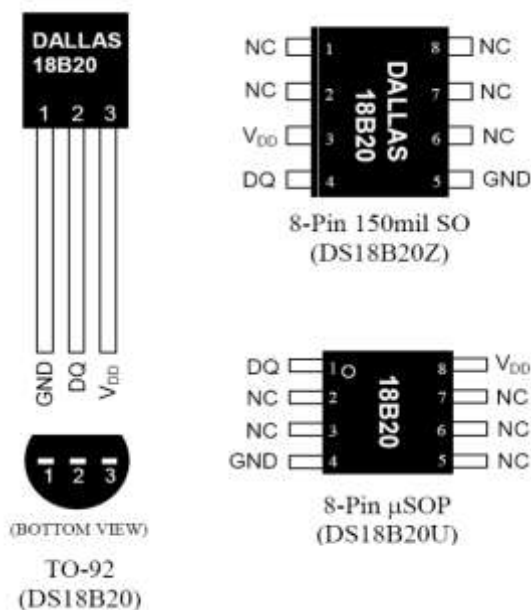 DALLAS
18B20
1 2 3
GND DQ VDD
1 2 3
(BOTTOM VIEW)
TO-92
(DS18B20)
NC 1 8 NC
NC 2 7 NC
VDD 3 6 NC
DQ 4 5 GND
DALLAS
18B20
8-Pin 150mil SO
(DS18B20Z)
DQ 1 8 VDD
NC 2 7 NC
NC 3 6 NC
GND 4 5 NC
18B20
8-Pin µSOP
(DS18B20U)